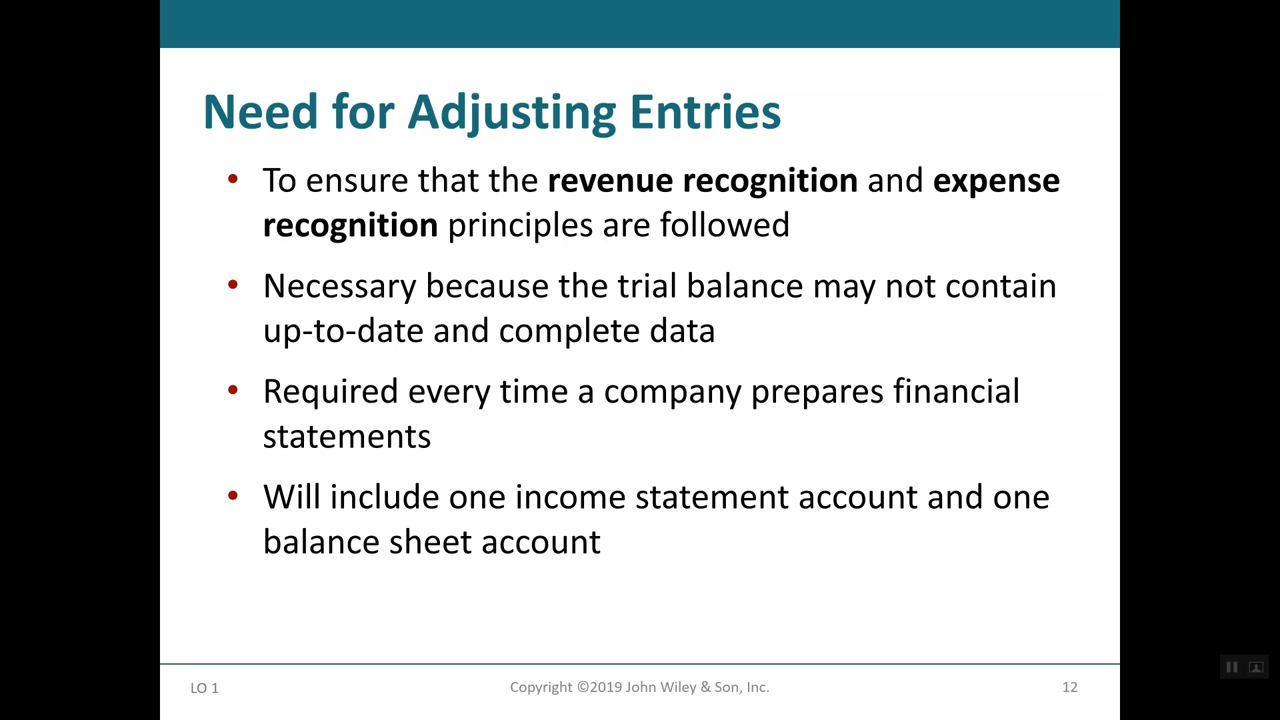 Need for Adjusting Entries
• To ensure that the revenue recognition and expense
recognition principles are followed
• Necessary because the trial balance may not contain
up-to-date and complete data
• Required every time a company prepares financial
statements
• Will include one income statement account and one
balance sheet account
LO 1
Copyright ©2019 John Wiley & Son, Inc.
12